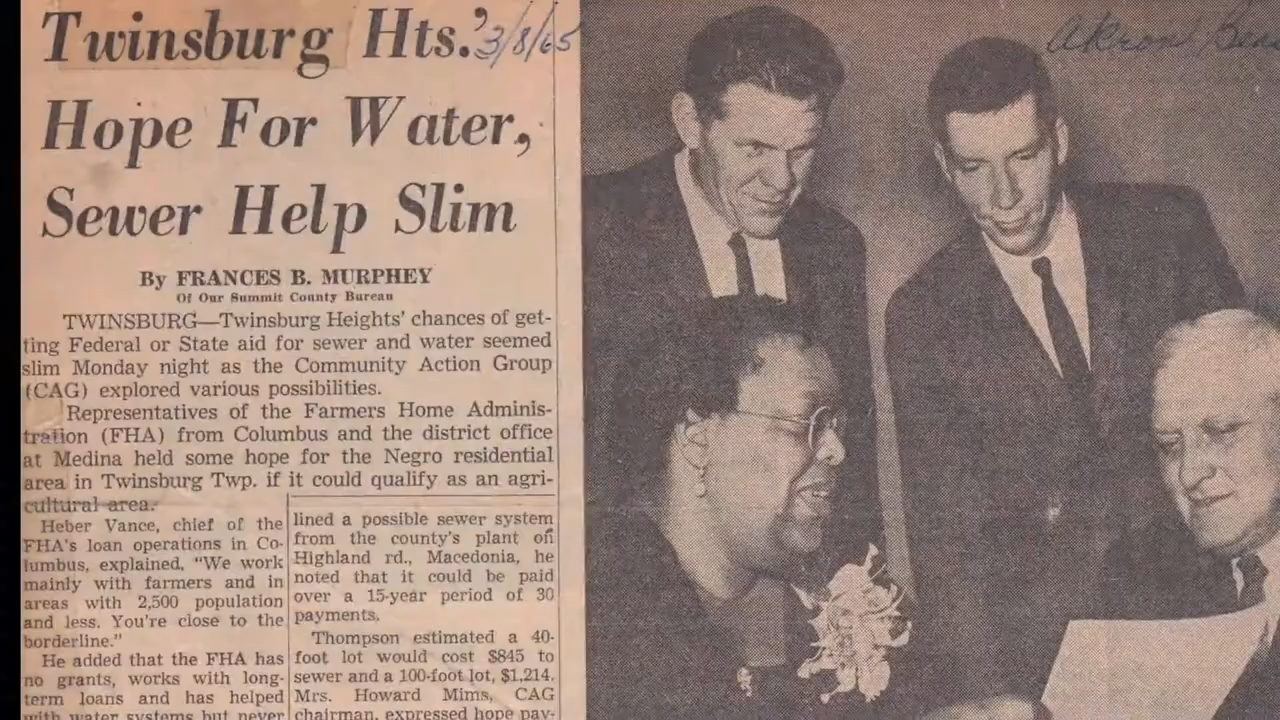 Twinsburg Hts.' 3/8/65
Hope For Water,
Sewer Help Slim
By FRANCES B. MURPHEY
Of Our Summit County Bureau
TWINSBURG—Twinsburg Heights' chances of get-
ting Federal or State aid for sewer and water seemed
slim Monday night as the Community Action Group
(CAG) explored various possibilities.
Representatives of the Farmers Home Adminis-
tration (FHA) from Columbus and the district office
at Medina held some hope for the Negro residential
area in Twinsburg Twp. if it could qualify as an agri-
cultural area.
Heber Vance, chief of the
FHA's loan operations in Co-
lumbus, explained, "We work
mainly with farmers and in
areas with 2,500 population
and less. You're close to the
borderline."
He added that the FHA has
no grants, works with long-
term loans and has helped
with water systems but never
lined a possible sewer system
from the county's plant on
Highland rd., Macedonia, he
noted that it could be paid
over a 15-year period of 30
payments.
Thompson estimated a 40-
foot lot would cost $845 to
sewer and a 100-foot lot, $1,214.
Mrs. Howard Mims, CAG
chairman, expressed hope pay-
Akron Beac